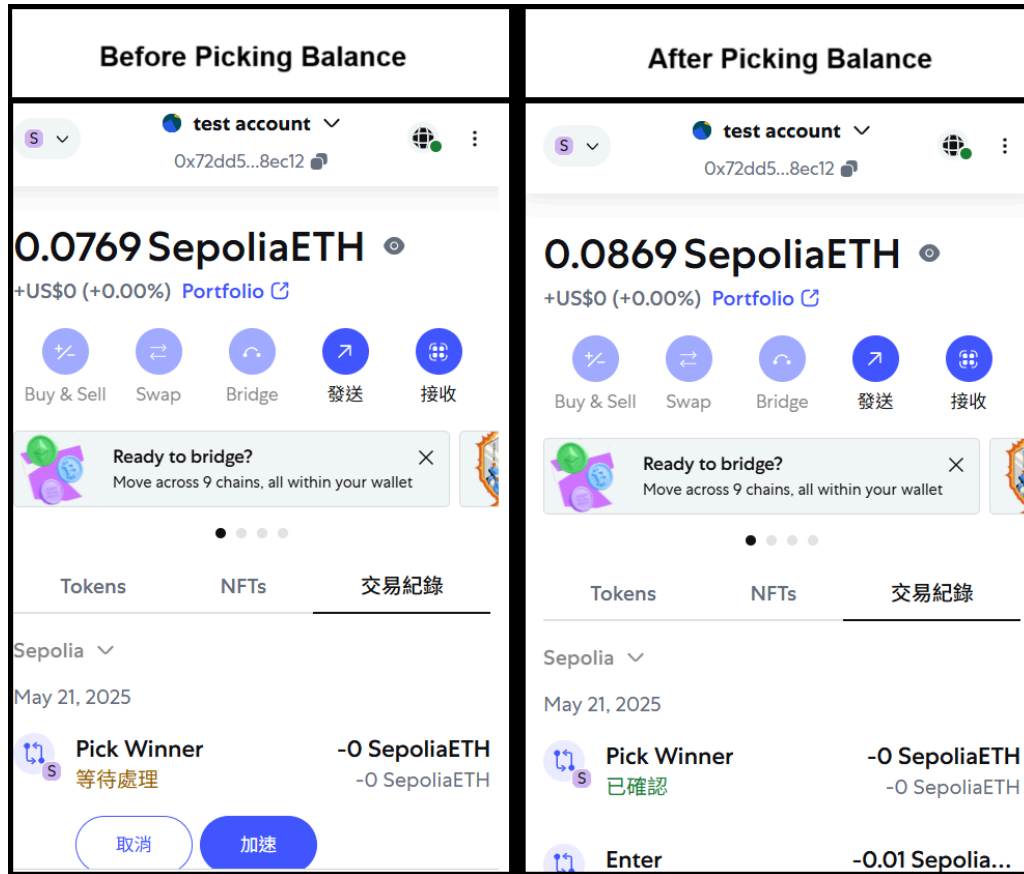 Before Picking Balance
S
test account
0x72dd5...8ec12
0.0769 SepoliaETH
+US$0 (+0.00%) Portfolio
Buy & Sell Swap Bridge 發送 接收
Ready to bridge?
Move across 9 chains, all within your wallet
Tokens NFTs 交易紀錄
Sepolia
May 21, 2025
Pick Winner -0 SepoliaETH
S 等待處理 -0 SepoliaETH
取消 加速
After Picking Balance
S
test account
0x72dd5...8ec12
0.0869 SepoliaETH
+US$0 (+0.00%) Portfolio
Buy & Sell Swap Bridge 發送 接收
Ready to bridge?
Move across 9 chains, all within your wallet
Tokens NFTs 交易紀錄
Sepolia
May 21, 2025
Pick Winner -0 SepoliaETH
S 已確認 -0 SepoliaETH
Enter -0.01 Sepolia...